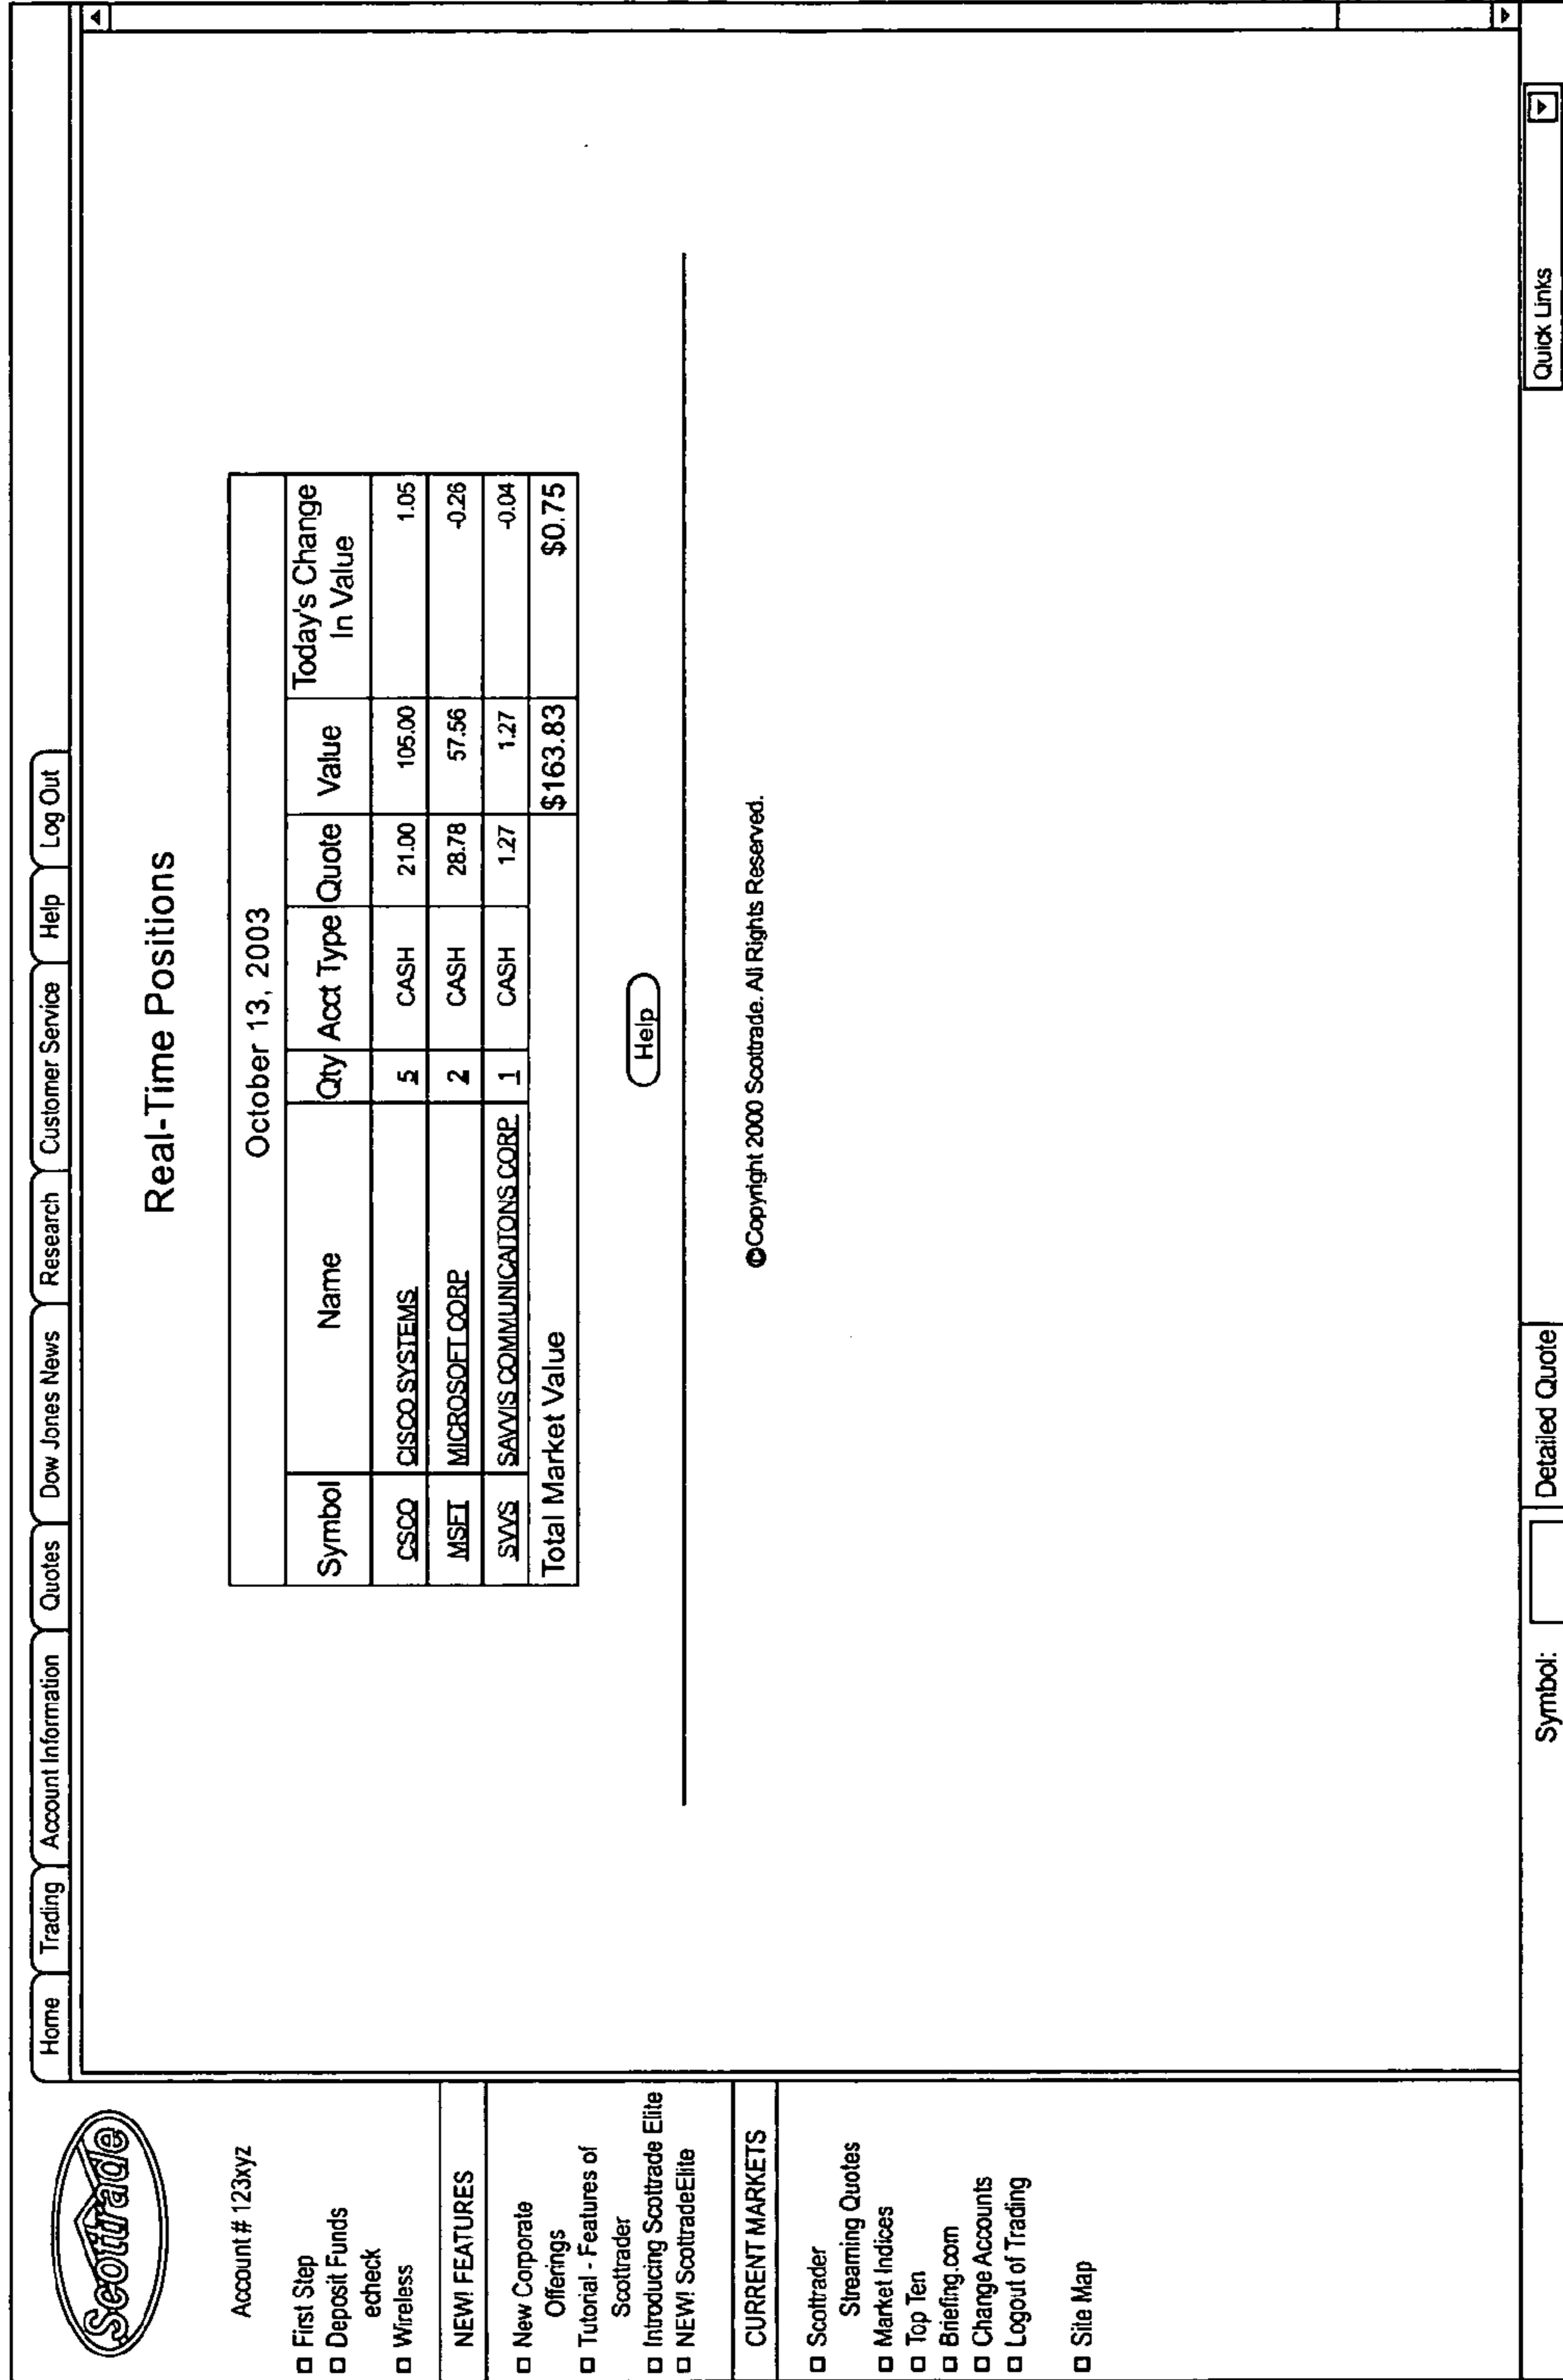 Home Trading Account Information Quotes Dow Jones News Research Customer Service Help Log Out
Scottrade
Account # 123xyz
First Step
Deposit Funds
echeck
Wireless
NEW! FEATURES
New Corporate
Offerings
Tutorial - Features of
Scottrader
Introducing Scottrade Elite
NEW! ScottradeElite
CURRENT MARKETS
Scottrader
Streaming Quotes
Market Indices
Top Ten
Briefing.com
Change Accounts
Logout of Trading
Site Map
Real-Time Positions
October 13, 2003
Symbol Name Qty Acct Type Quote Value Today's Change
In Value
CSCO CISCO SYSTEMS 5 CASH 21.00 105.00 1.05
MSFT MICROSOFT CORP 2 CASH 28.78 57.56 -0.26
SVVS SAVVIS COMMUNICAITONS CORP 1 CASH 1.27 1.27 -0.04
Total Market Value $163.83 $0.75
Help
©Copyright 2000 Scottrade. All Rights Reserved.
Symbol: Detailed Quote Quick Links